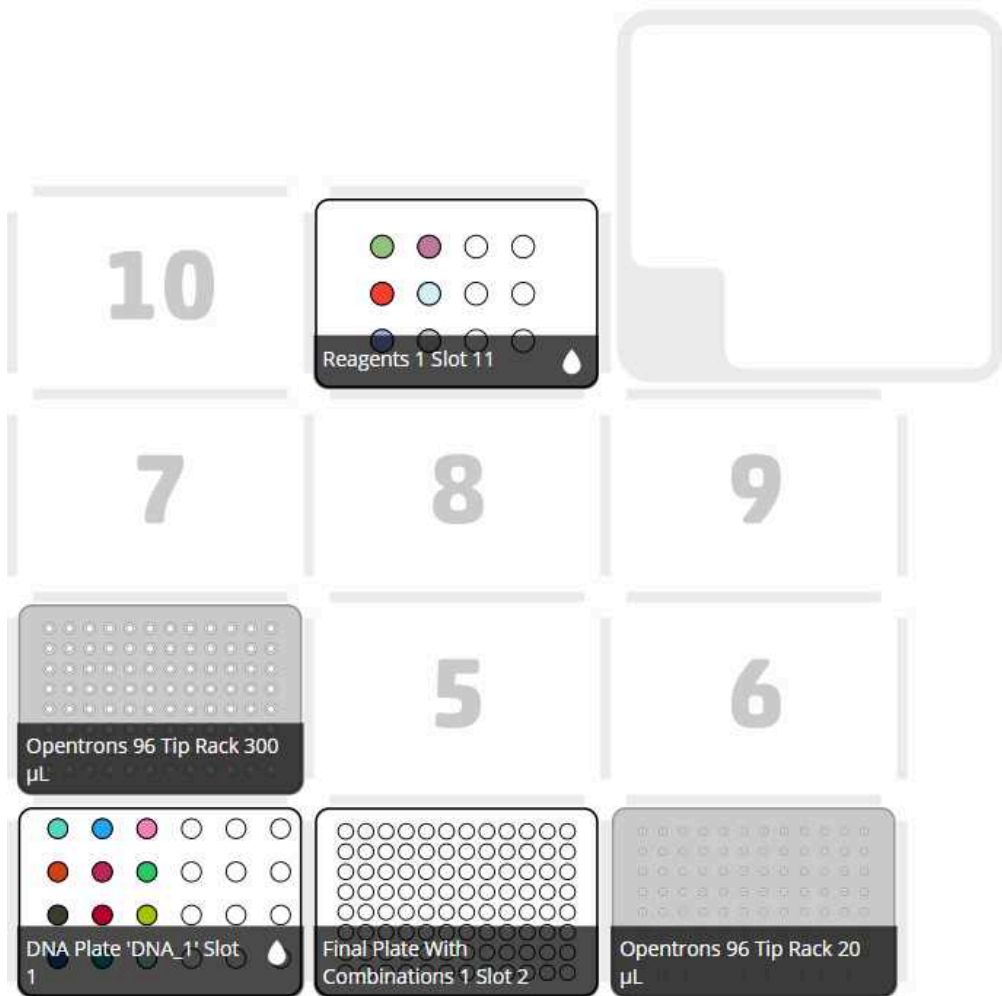 10
Reagents 1 Slot 11
7
8
9
Opentrons 96 Tip Rack 300
µL
5
6
DNA Plate 'DNA_1' Slot
1
Final Plate With
Combinations 1 Slot 2
Opentrons 96 Tip Rack 20
µL